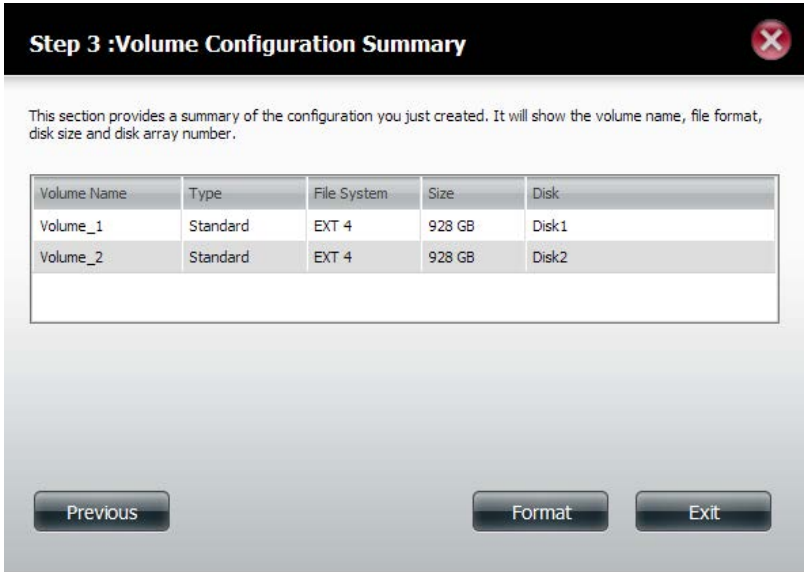 Step 3 :Volume Configuration Summary
This section provides a summary of the configuration you just created. It will show the volume name, file format,
disk size and disk array number.
Volume Name Type File System Size Disk
Volume_1 Standard EXT 4 928 GB Disk1
Volume_2 Standard EXT 4 928 GB Disk2
Previous Format Exit